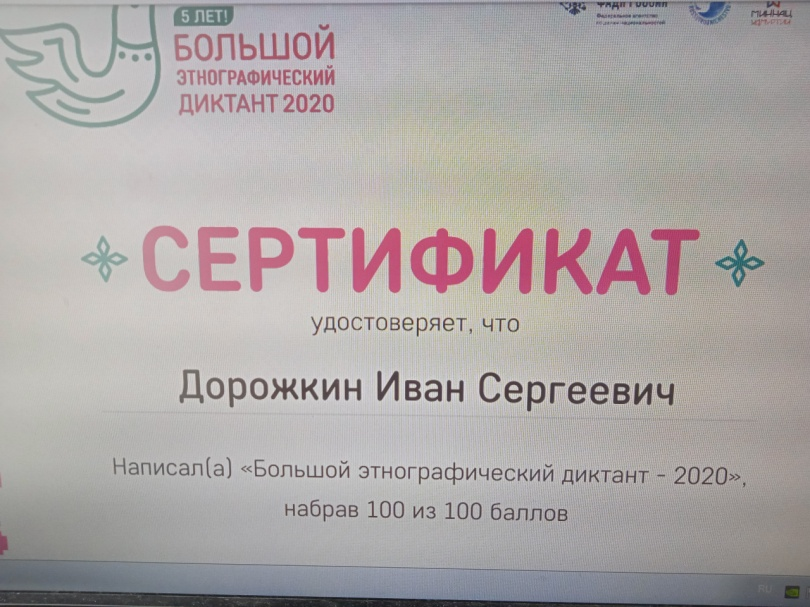 5 ЛЕТ!
БОЛЬШОЙ
ЭТНОГРАФИЧЕСКИЙ
ДИКТАНТ 2020
СЕРТИФИКАТ
удостоверяет, что
Дорожкин Иван Сергеевич
Написал(а) «Большой этнографический диктант - 2020»,
набрав 100 из 100 баллов
RU